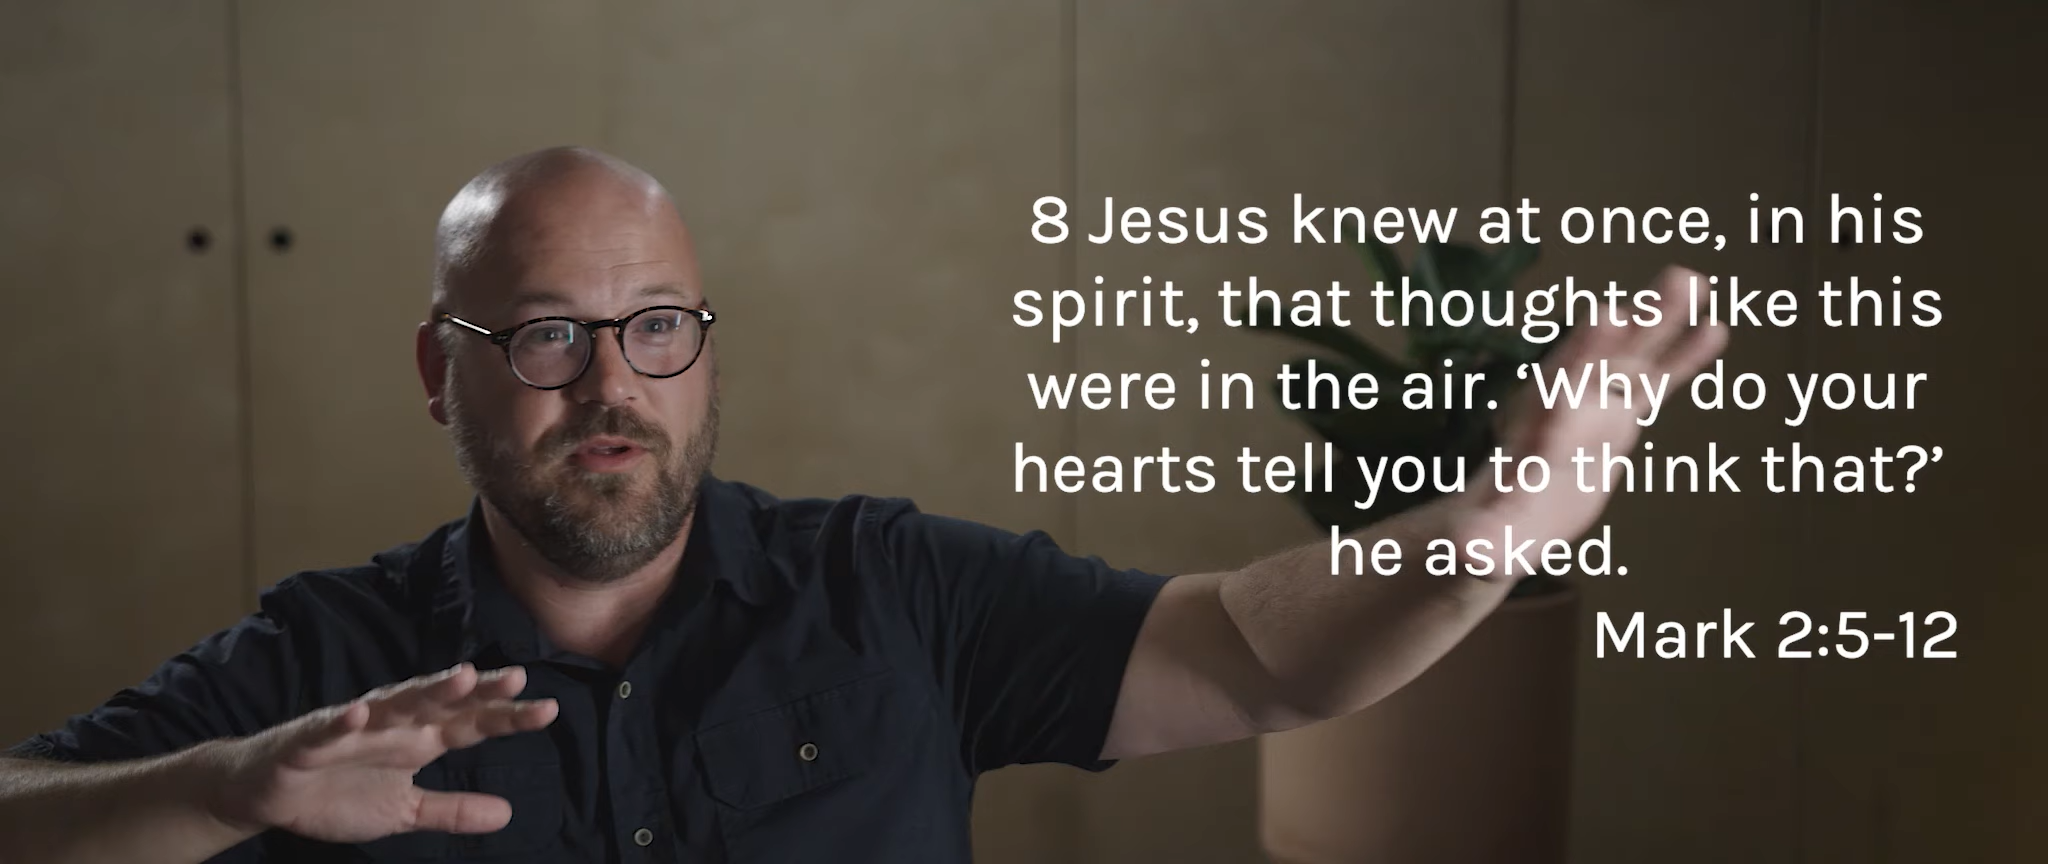 8 Jesus knew at once, in his
spirit, that thoughts like this
were in the air. ‘Why do your
hearts tell you to think that?’
he asked.
Mark 2:5-12